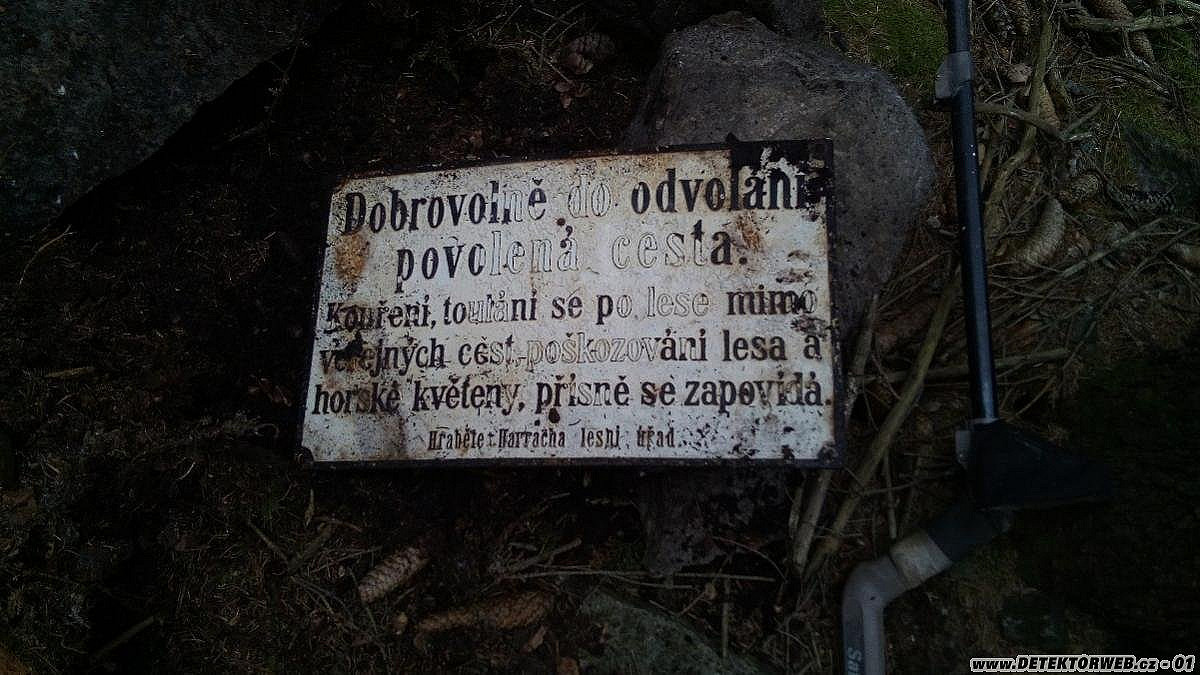 Dobrovolně do odvolání
povolená cesta.
Kouření, toulání se po lese mimo
veřejných cest, poškozování lesa a
horské květeny, přísně se zapovídá.
Hraběte Harracha lesní úřad.
www.DETEKTORWEB.cz - 01